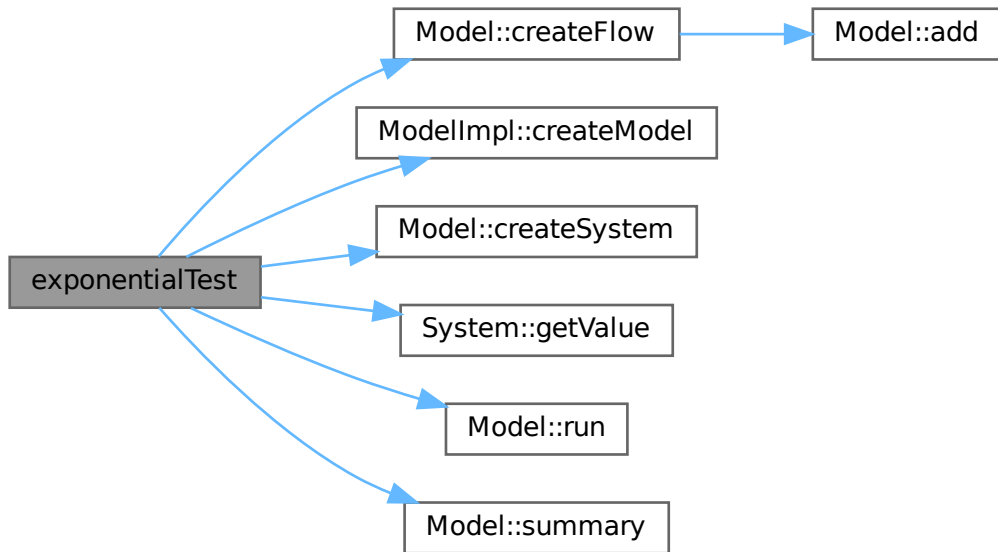 Model::createFlow
Model::add
ModelImpl::createModel
Model::createSystem
exponentialTest
System::getValue
Model::run
Model::summary